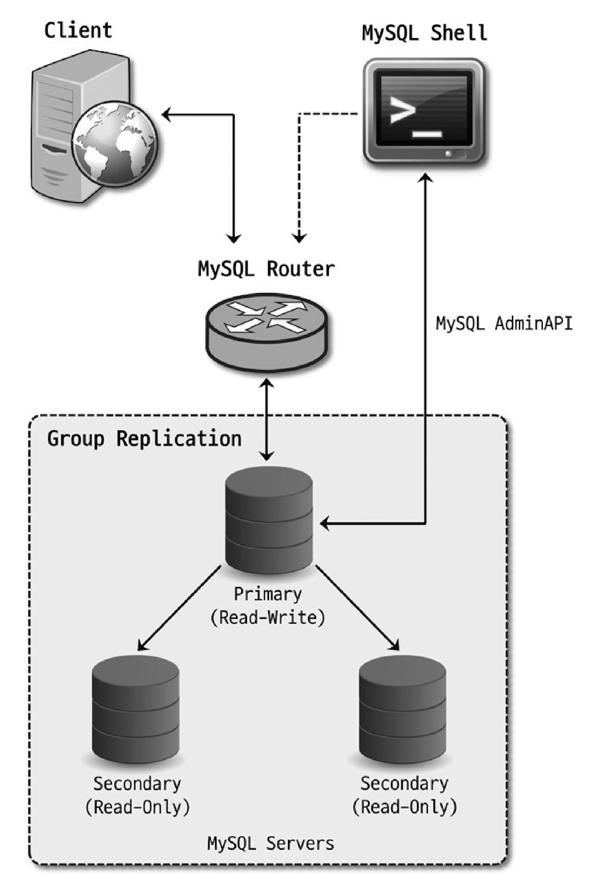 Client
MySQL Shell
>_
MySQL Router
MySQL AdminAPI
Group Replication
Primary
(Read-Write)
Secondary
(Read-Only)
Secondary
(Read-Only)
MySQL Servers